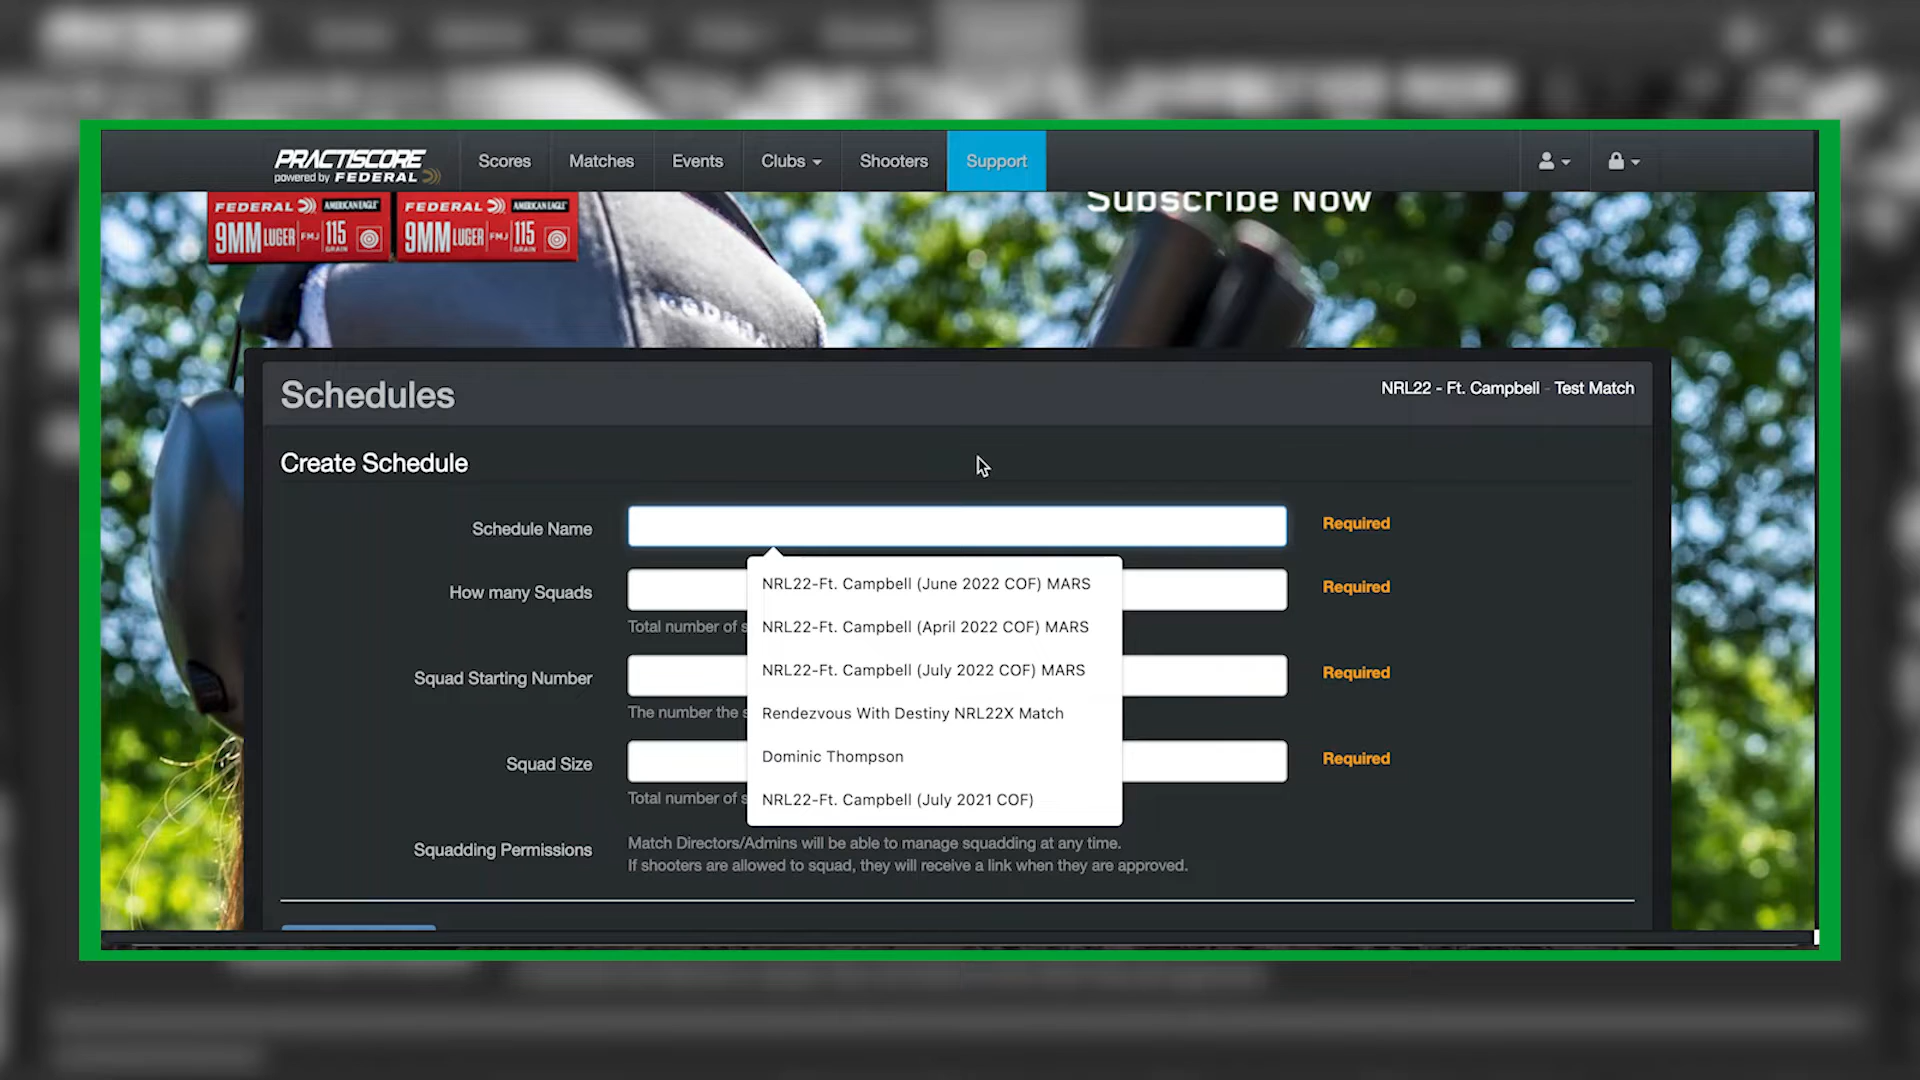 PRACTISCORE
powered by FEDERAL
Scores
Matches
Events
Clubs
Shooters
Support
Subscribe Now
FEDERAL AMERICAN EAGLE
9MM LUGER FMJ 115 GRAIN
FEDERAL AMERICAN EAGLE
9MM LUGER FMJ 115 GRAIN
Schedules
NRL22 - Ft. Campbell - Test Match
Create Schedule
Schedule Name
Required
NRL22-Ft. Campbell (June 2022 COF) MARS
How many Squads
Required
Total number of s
NRL22-Ft. Campbell (April 2022 COF) MARS
NRL22-Ft. Campbell (July 2022 COF) MARS
Squad Starting Number
Required
The number the s
Rendezvous With Destiny NRL22X Match
Squad Size
Required
Dominic Thompson
Total number of s
NRL22-Ft. Campbell (July 2021 COF)
Squadding Permissions
Match Directors/Admins will be able to manage squadding at any time.
If shooters are allowed to squad, they will receive a link when they are approved.